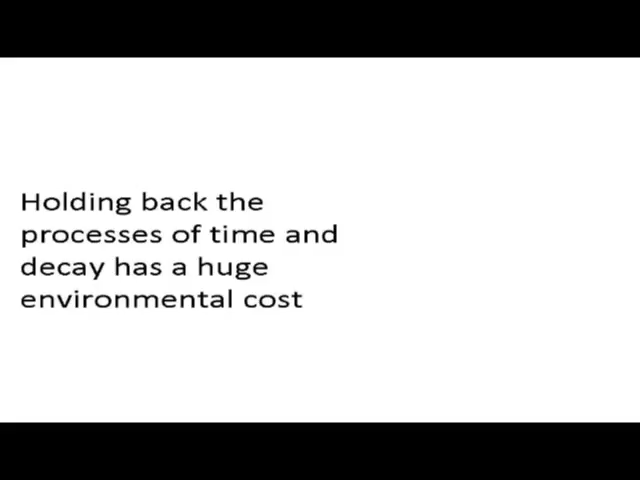 Holding back the
processes of time and
decay has a huge
environmental cost